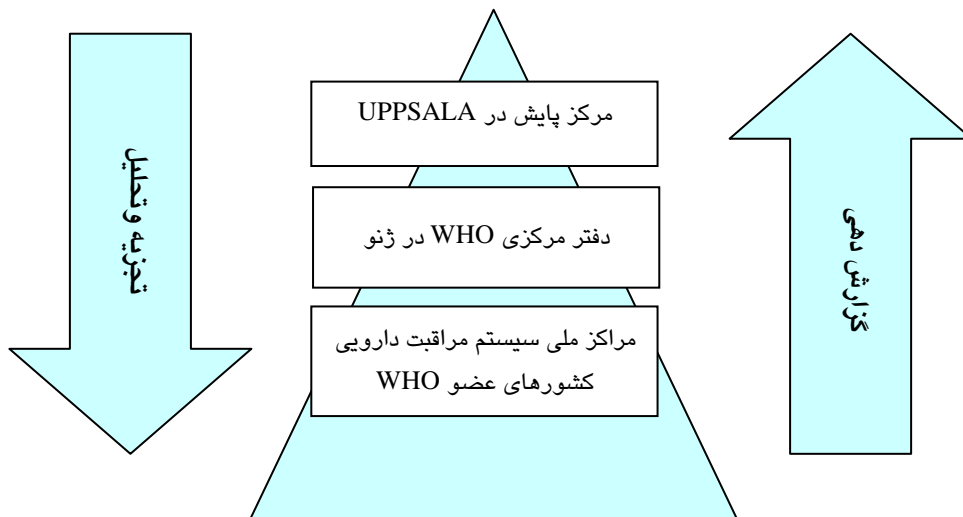 مرکز پایش در UPPSALA
دفتر مرکزی WHO در ژنو
مراکز ملی سیستم مراقبت دارویی
کشورهای عضو WHO
گزارش دهی
تجزیه وتحلیل